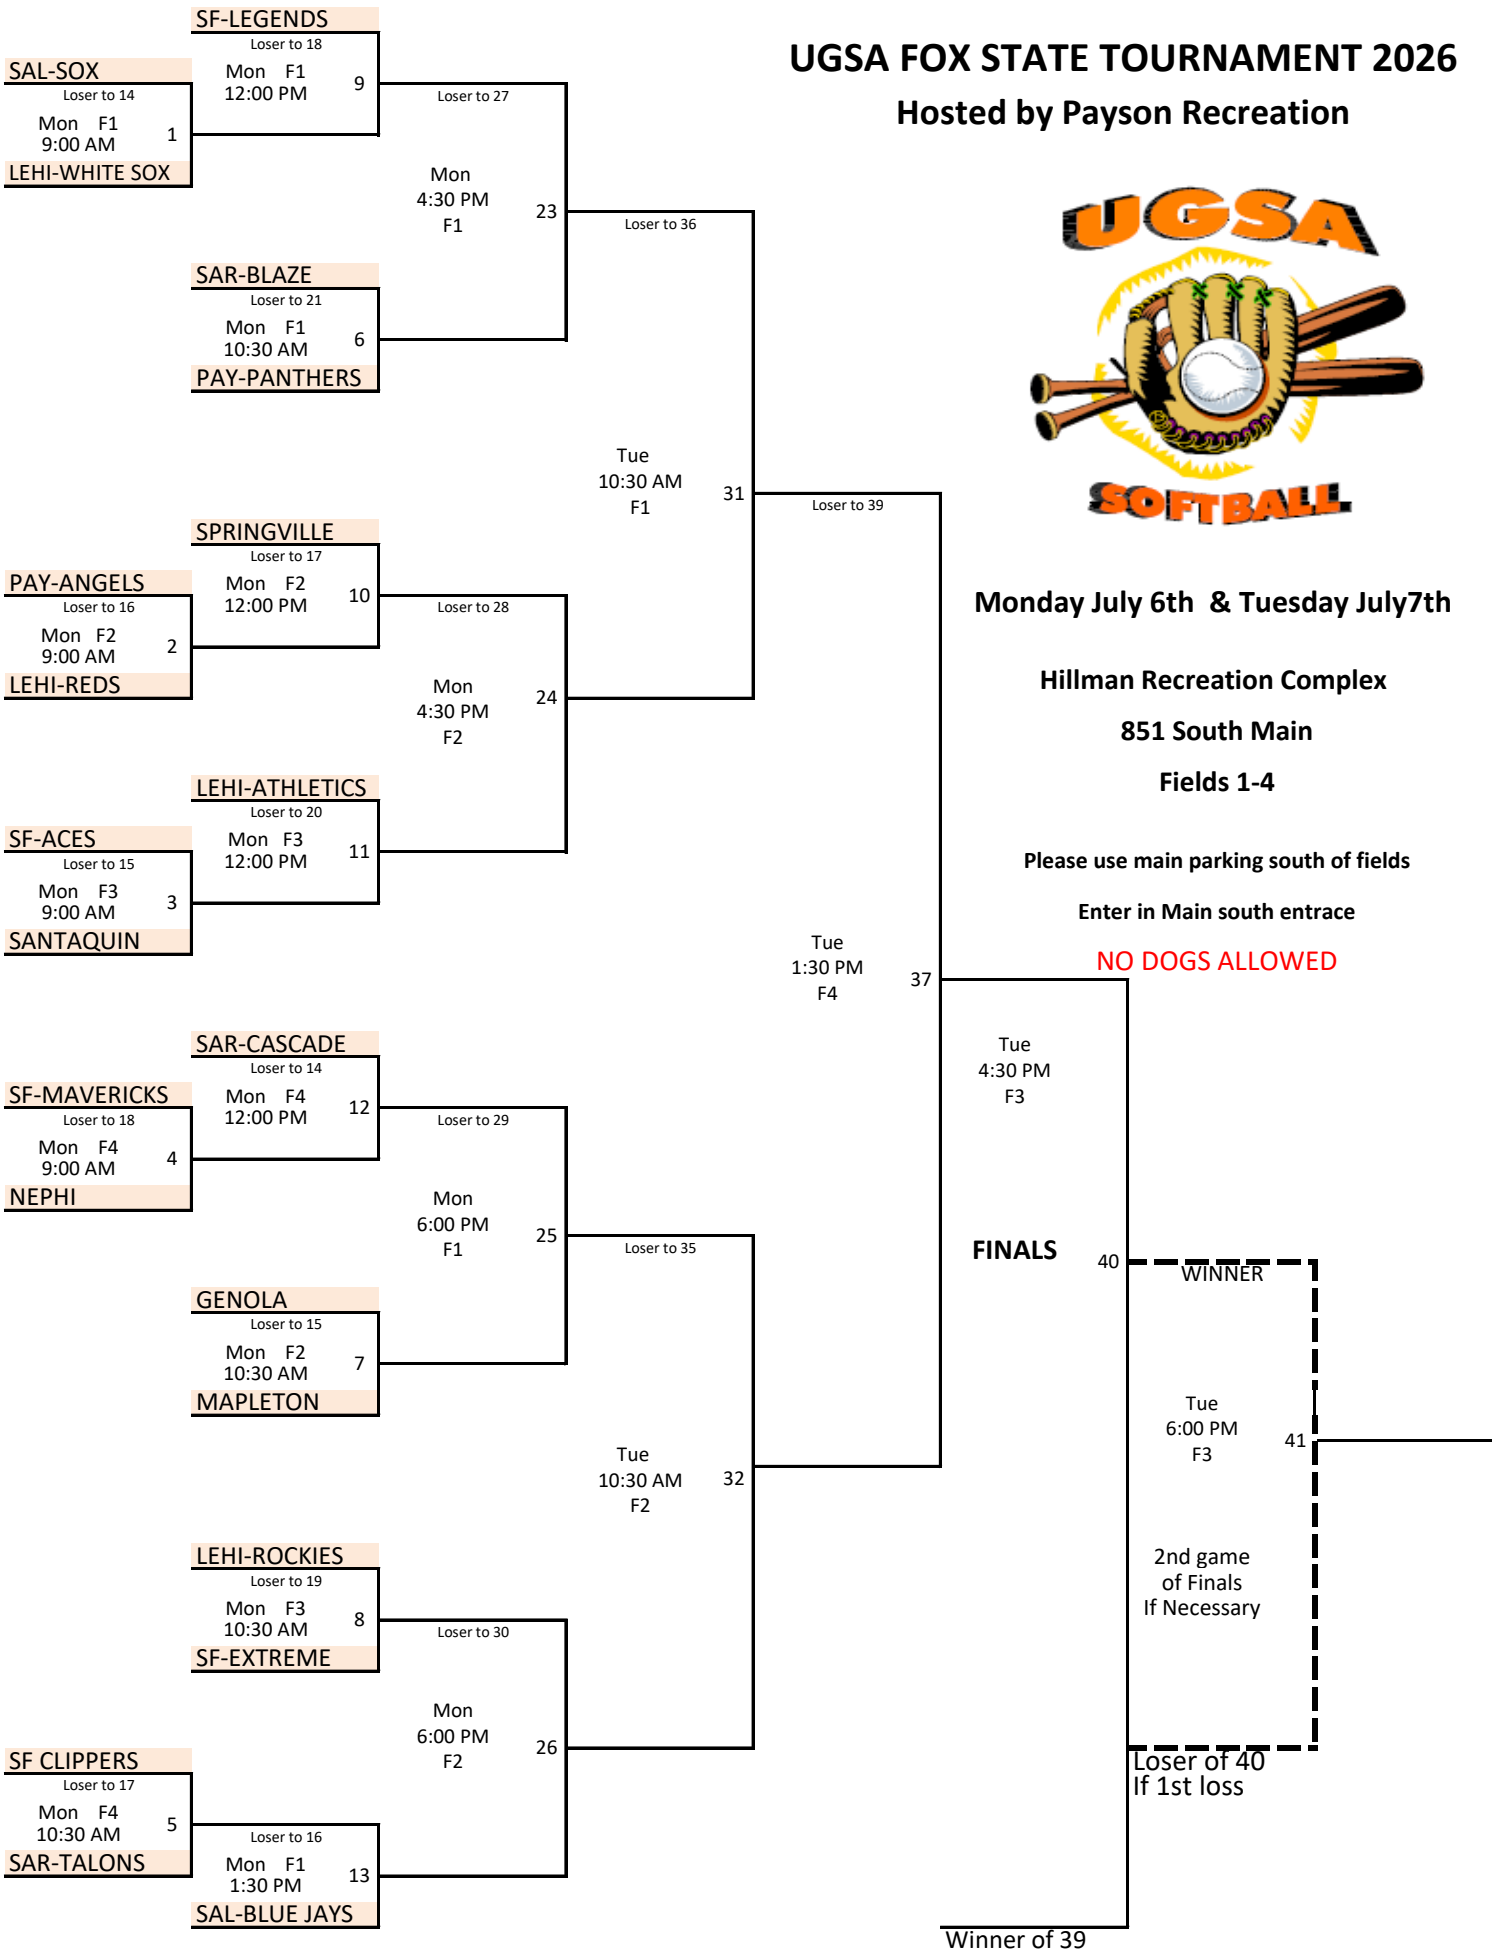 UGSA FOX STATE TOURNAMENT 2026
Hosted by Payson Recreation
UGSA
SOFTBALL
Monday July 6th  & Tuesday July7th
Hillman Recreation Complex
851 South Main
Fields 1-4
Please use main parking south of fields
Enter in Main south entrace
NO DOGS ALLOWED
SF-LEGENDS
Loser to 18
Mon F1
12:00 PM
9
SAL-SOX
Loser to 14
Mon F1
9:00 AM
1
LEHI-WHITE SOX
Loser to 27
Mon
4:30 PM
F1
23
SAR-BLAZE
Loser to 21
Mon F1
10:30 AM
6
PAY-PANTHERS
Loser to 36
Tue
10:30 AM
F1
31
SPRINGVILLE
Loser to 17
Mon F2
12:00 PM
10
PAY-ANGELS
Loser to 16
Mon F2
9:00 AM
2
LEHI-REDS
Loser to 28
Mon
4:30 PM
F2
24
LEHI-ATHLETICS
Loser to 20
Mon F3
12:00 PM
11
SF-ACES
Loser to 15
Mon F3
9:00 AM
3
SANTAQUIN
Loser to 39
Tue
1:30 PM
F4
37
SAR-CASCADE
Loser to 14
Mon F4
12:00 PM
12
SF-MAVERICKS
Loser to 18
Mon F4
9:00 AM
4
NEPHI
Loser to 29
Mon
6:00 PM
F1
25
GENOLA
Loser to 15
Mon F2
10:30 AM
7
MAPLETON
Loser to 35
Tue
10:30 AM
F2
32
LEHI-ROCKIES
Loser to 19
Mon F3
10:30 AM
8
SF-EXTREME
Loser to 30
Mon
6:00 PM
F2
26
SF CLIPPERS
Loser to 17
Mon F4
10:30 AM
5
SAR-TALONS
Loser to 16
Mon F1
1:30 PM
13
SAL-BLUE JAYS
Tue
4:30 PM
F3
FINALS
40
WINNER
Tue
6:00 PM
F3
41
2nd game
of Finals
If Necessary
Loser of 40
If 1st loss
Winner of 39